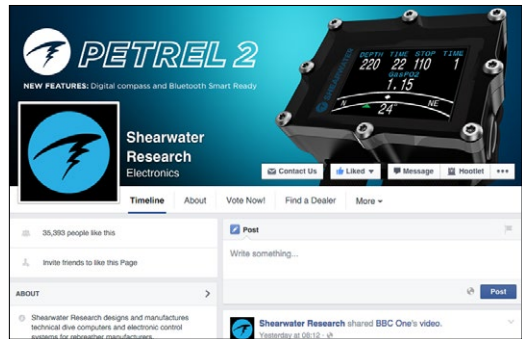 PETREL 2
NEW FEATURES: Digital compass and Bluetooth Smart Ready
DEPTH TIME STOP TIME
220 22 110 1
GasPO2
1.15
N 24° NE
SHEARWATER
Shearwater
Research
Electronics
Contact Us
Liked
Message
Hootlet
Timeline
About
Vote Now!
Find a Dealer
More
35,393 people like this
Invite friends to like this Page
ABOUT
Shearwater Research designs and manufactures
technical dive computers and electronic control
systems for rebreather manufacturers.
Post
Write something...
Post
Shearwater Research shared BBC One's video.
Yesterday at 08:12